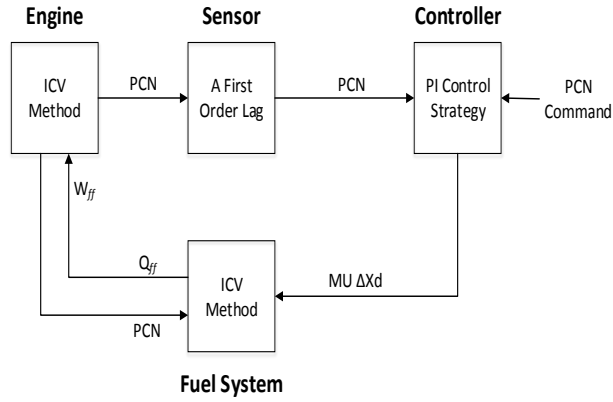 Engine
Sensor
Controller
ICV
Method
PCN
A First
Order Lag
PCN
PI Control
Strategy
PCN
Command
Wff
Qff
ICV
Method
MU ΔXd
PCN
Fuel System